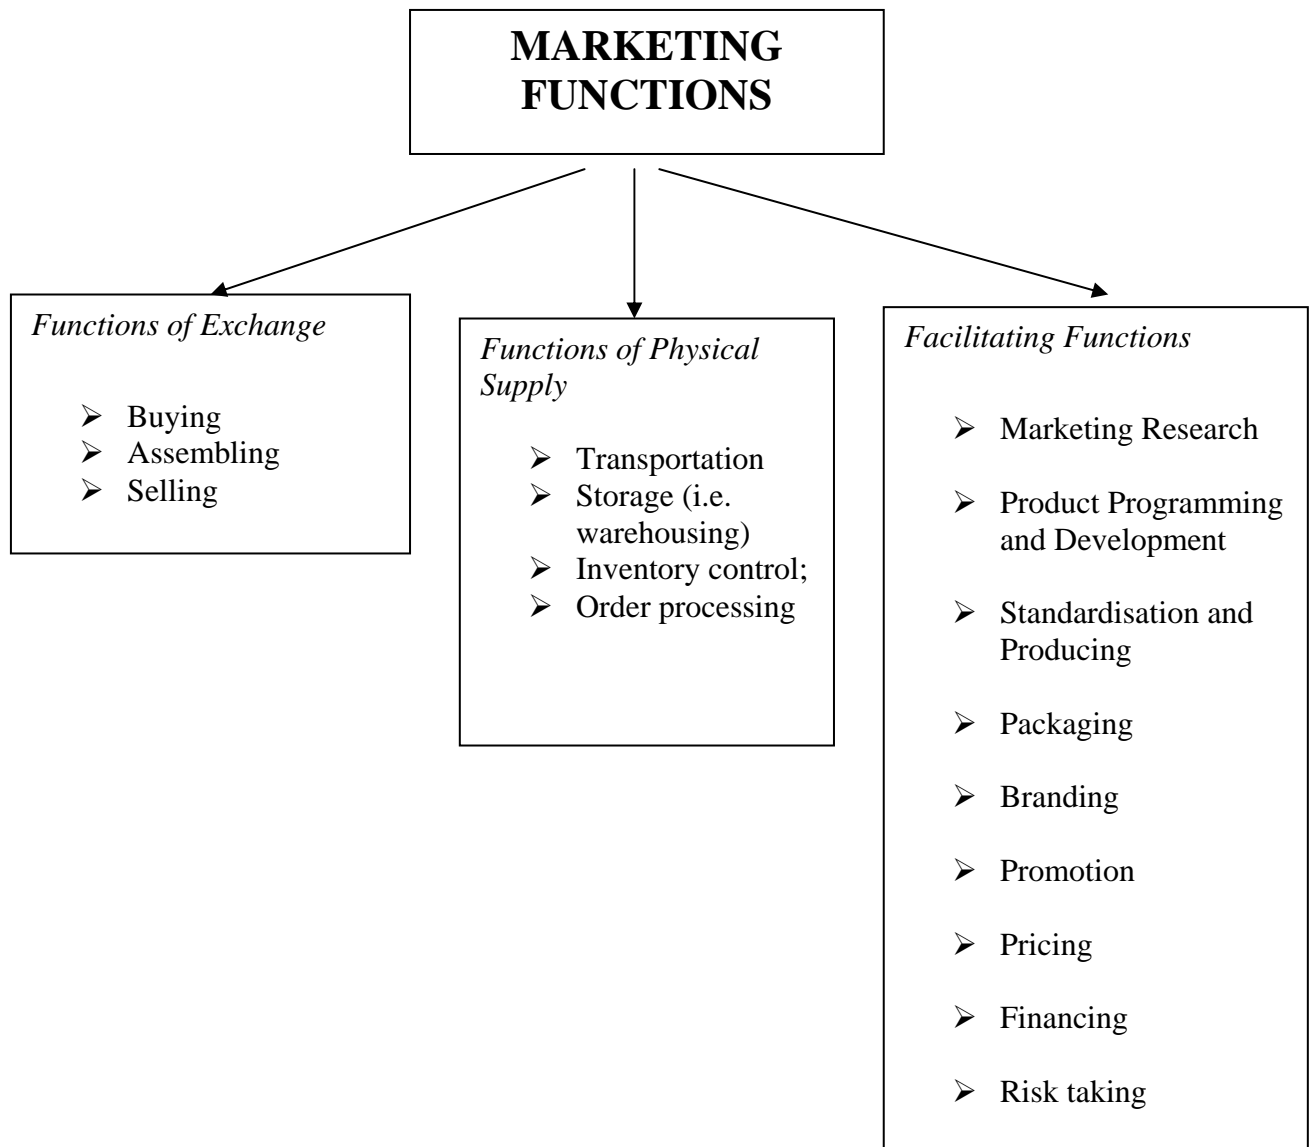 MARKETING
FUNCTIONS
Functions of Exchange
➢ Buying
➢ Assembling
➢ Selling
Functions of Physical
Supply
➢ Transportation
➢ Storage (i.e.
warehousing)
➢ Inventory control;
➢ Order processing
Facilitating Functions
➢ Marketing Research
➢ Product Programming
and Development
➢ Standardisation and
Producing
➢ Packaging
➢ Branding
➢ Promotion
➢ Pricing
➢ Financing
➢ Risk taking